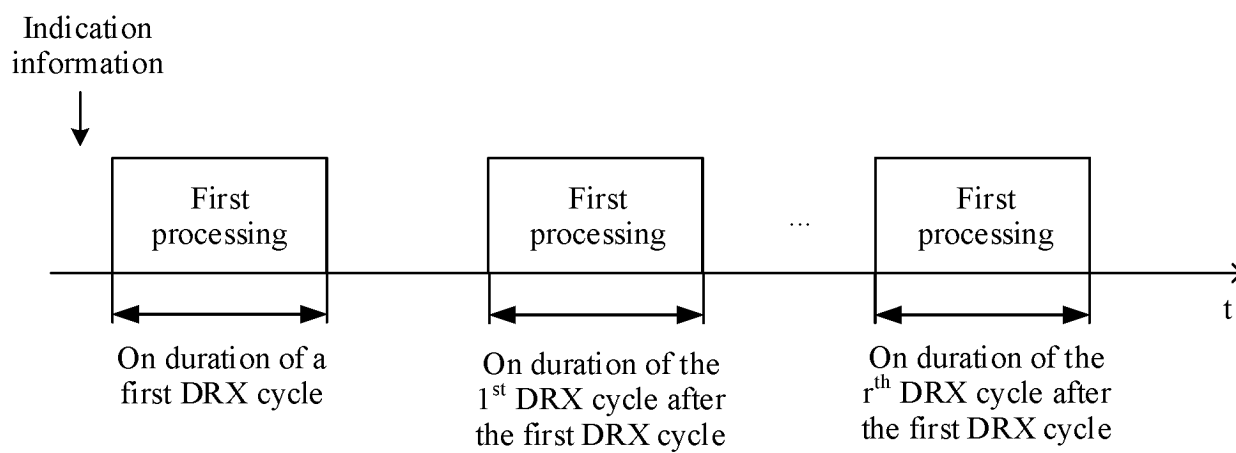 Indication
information
First
processing
First
processing
...
First
processing
t
On duration of a
first DRX cycle
On duration of the
1st DRX cycle after
the first DRX cycle
On duration of the
rth DRX cycle after
the first DRX cycle